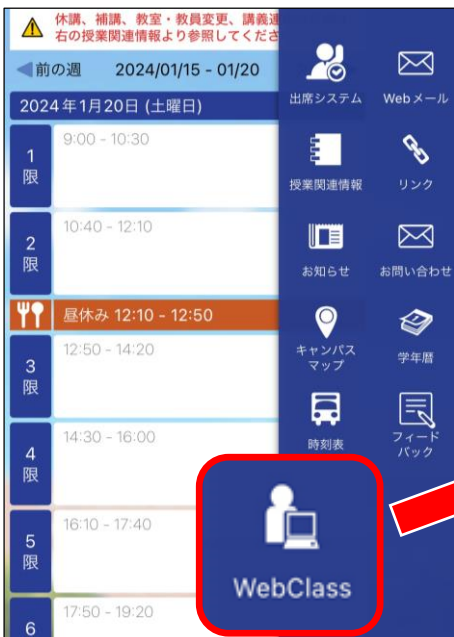 休講、補講、教室・教員変更、講義連
右の授業関連情報より参照してくださ
前の週 2024/01/15 - 01/20
2024年1月20日 (土曜日)
1限 9:00 - 10:30
2限 10:40 - 12:10
昼休み 12:10 - 12:50
3限 12:50 - 14:20
4限 14:30 - 16:00
5限 16:10 - 17:40
6 17:50 - 19:20
出席システム Webメール
授業関連情報 リンク
お知らせ お問い合わせ
キャンパス
マップ
学年暦
時刻表
フィード
バック
WebClass